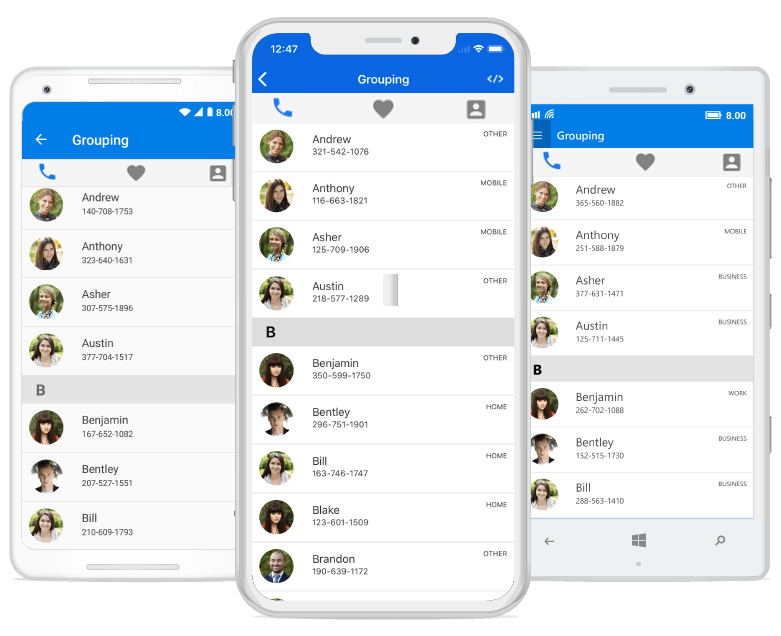 8.00
Grouping
Andrew
140-708-1753
Anthony
323-640-1631
Asher
307-575-1896
Austin
377-704-1517
B
Benjamin
167-652-1082
Bentley
207-527-1551
Bill
210-609-1793
12:47
Grouping
</>
Andrew
OTHER
321-542-1076
Anthony
MOBILE
116-663-1821
Asher
MOBILE
125-709-1906
Austin
OTHER
218-577-1289
B
Benjamin
OTHER
350-599-1750
Bentley
HOME
296-751-1901
Bill
HOME
163-746-1747
Blake
HOME
123-601-1509
Brandon
OTHER
190-639-1172
8.00
Grouping
Andrew
OTHER
365-560-1882
Anthony
MOBILE
251-588-1879
Asher
BUSINESS
377-631-1471
Austin
BUSINESS
125-711-1445
B
Benjamin
WORK
262-702-1088
Bentley
BUSINESS
152-515-1730
Bill
BUSINESS
288-563-1410